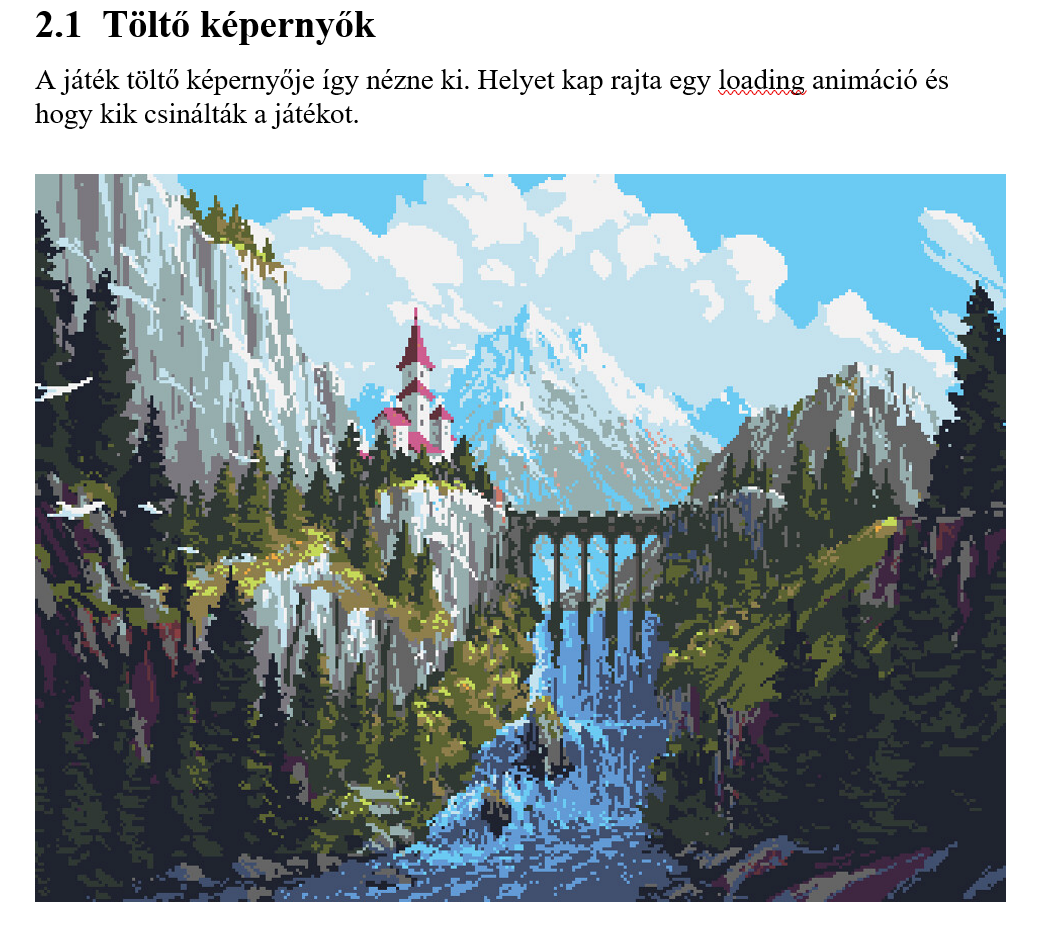 2.1 Töltő képernyők
A játék töltő képernyője így nézne ki. Helyet kap rajta egy loading animáció és
hogy kik csinálták a játékot.